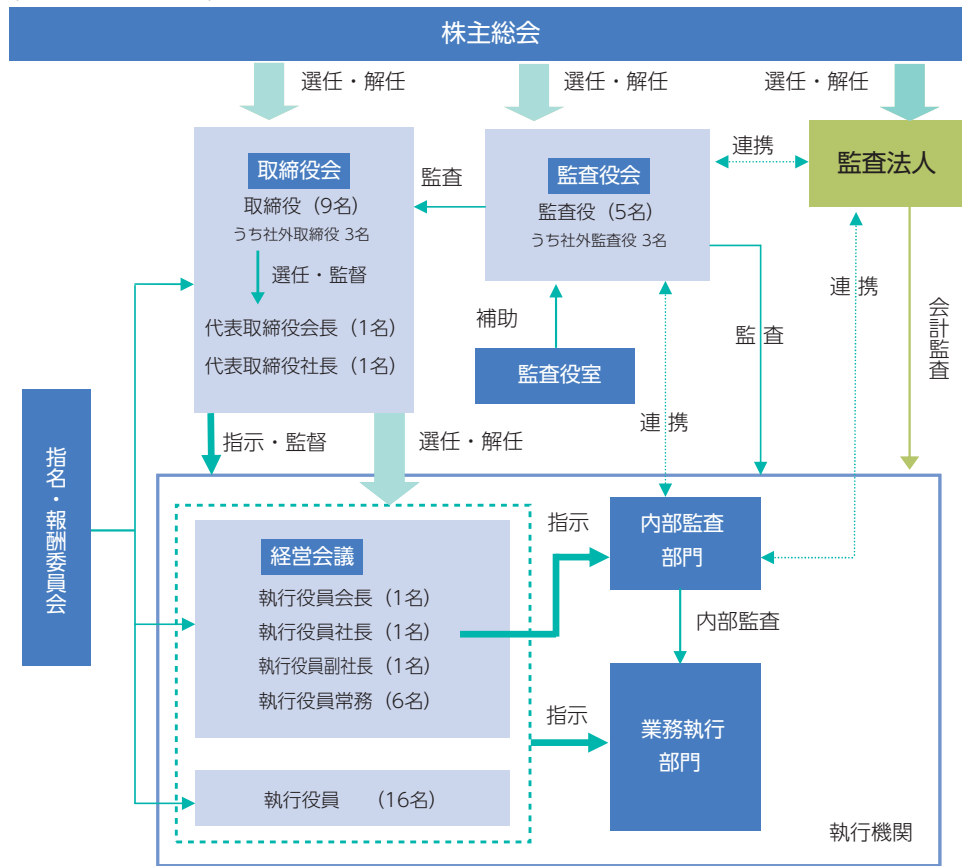 株主総会
選任・解任
選任・解任
選任・解任
取締役会
取締役（9名）
うち社外取締役 3名
選任・監督
代表取締役会長（1名）
代表取締役社長（1名）
監査
監査役会
監査役（5名）
うち社外監査役 3名
連携
監査法人
補助
監査役室
監査
連携
連携
会計監査
指名・報酬委員会
指示・監督
選任・解任
経営会議
執行役員会長（1名）
執行役員社長（1名）
執行役員副社長（1名）
執行役員常務（6名）
執行役員　（16名）
指示
指示
内部監査
部門
内部監査
業務執行
部門
執行機関